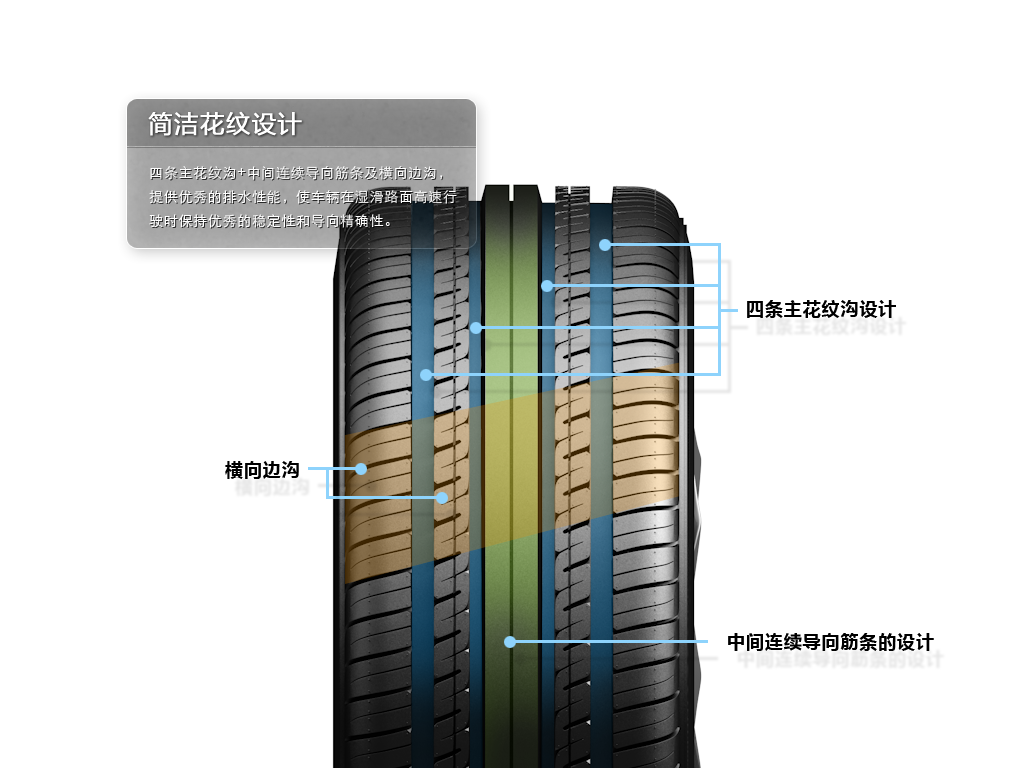 简洁花纹设计
四条主花纹沟+中间连续导向筋条及横向边沟，
提供优秀的排水性能，使车辆在湿滑路面高速行
驶时保持优秀的稳定性和导向精确性。
四条主花纹沟设计
横向边沟
中间连续导向筋条的设计